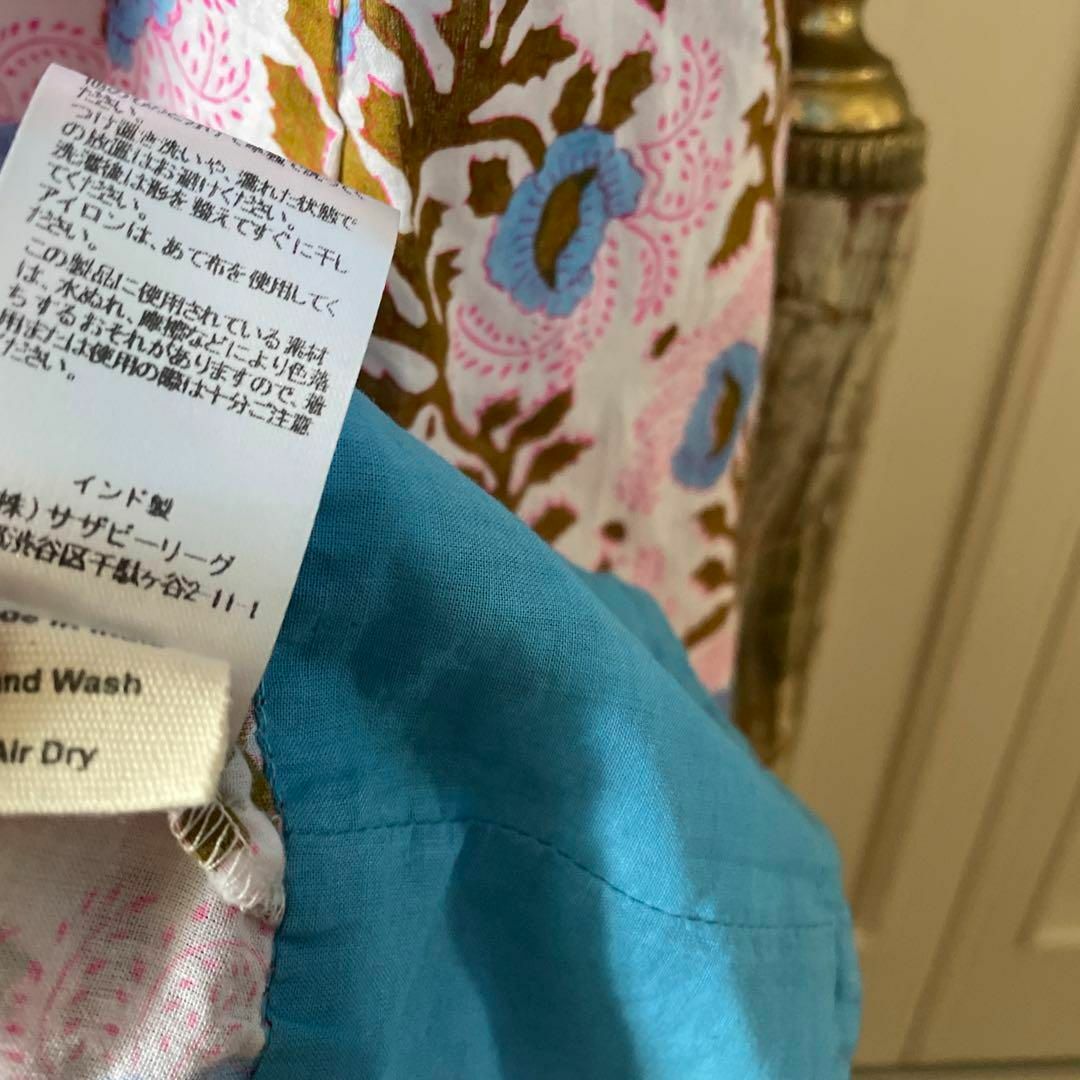 ださい。
つけ置き洗いや、濡れた状態で
の放置はお避けください。
洗濯後は形を整えてすぐに干し
てください。
アイロンは、あて布を使用してく
ださい。
この製品に使用されている素材
は、水ぬれ、摩擦などにより色落
ちするおそれがありますので、着
用または使用の際は十分ご注意
ください。
インド製
株)サザビーリーグ
渋谷区千駄ヶ谷2-11-1
nd Wash
Air Dry